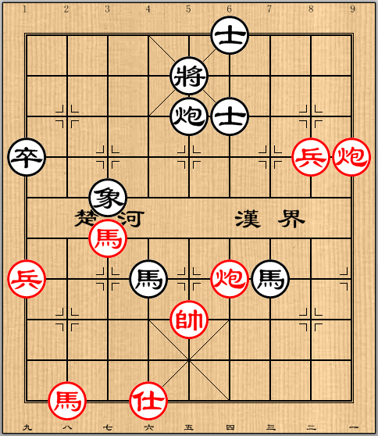 1 2 3 4 5 6 7 8 9
士
將
炮 士
卒 兵 炮
象
楚 河 漢 界
馬
兵 馬 炮 馬
帥
馬 仕
九 八 七 六 五 四 三 二 一